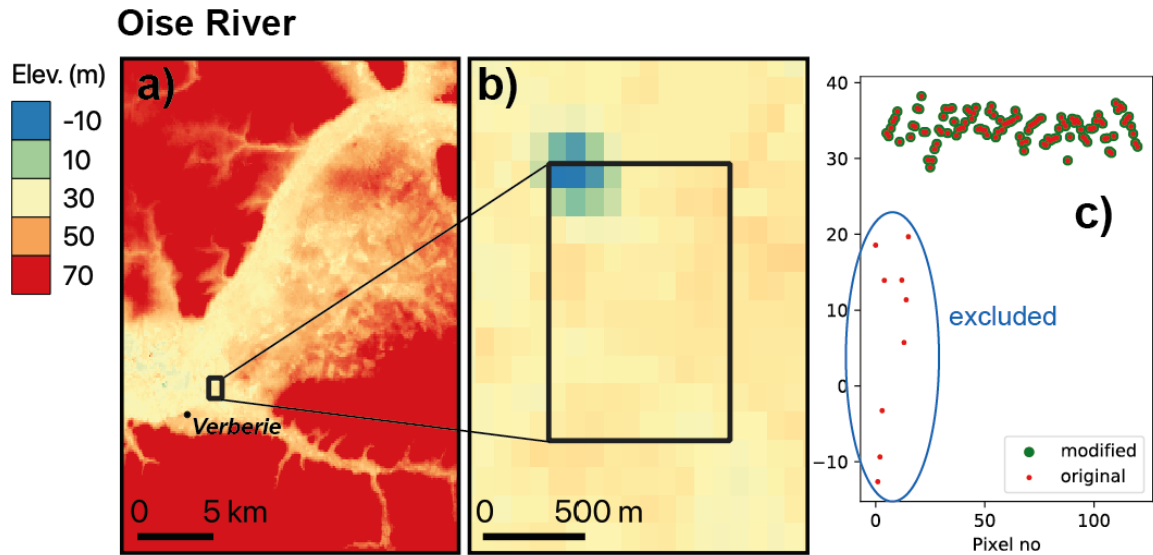 Oise River
Elev. (m)
-10
10
30
50
70
a)
Verberie
0 5 km
b)
0 500 m
40
30
20
10
0
−10
c)
excluded
modified
original
0 50 100
Pixel no